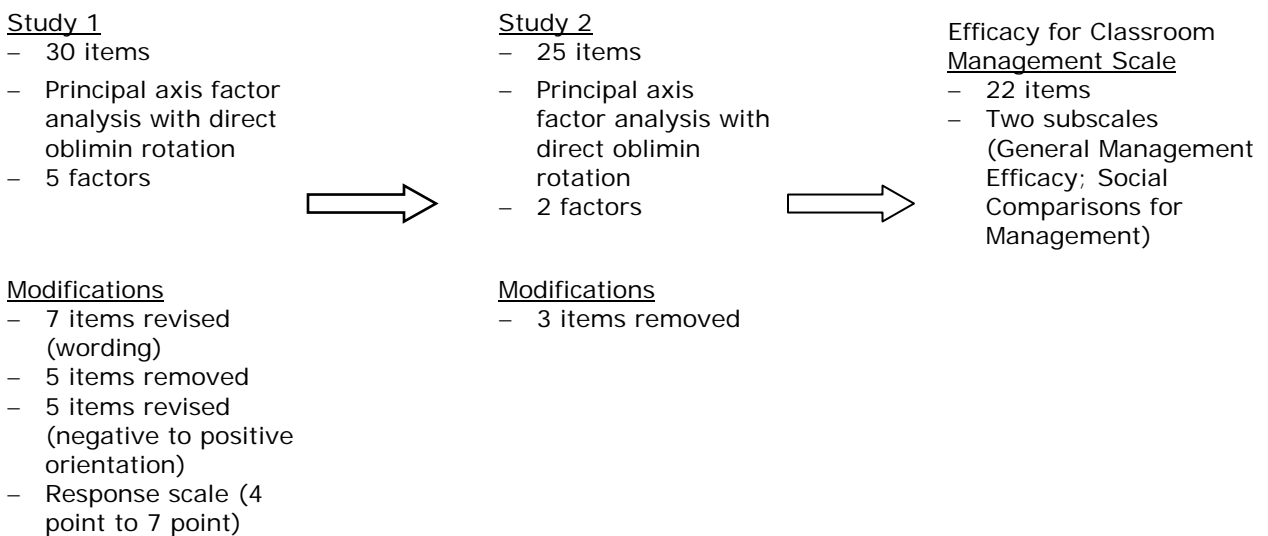 Study 1
– 30 items
– Principal axis factor
analysis with direct
oblimin rotation
– 5 factors
Modifications
– 7 items revised
(wording)
– 5 items removed
– 5 items revised
(negative to positive
orientation)
– Response scale (4
point to 7 point)
Study 2
– 25 items
– Principal axis
factor analysis with
direct oblimin
rotation
– 2 factors
Modifications
– 3 items removed
Efficacy for Classroom
Management Scale
– 22 items
– Two subscales
(General Management
Efficacy; Social
Comparisons for
Management)